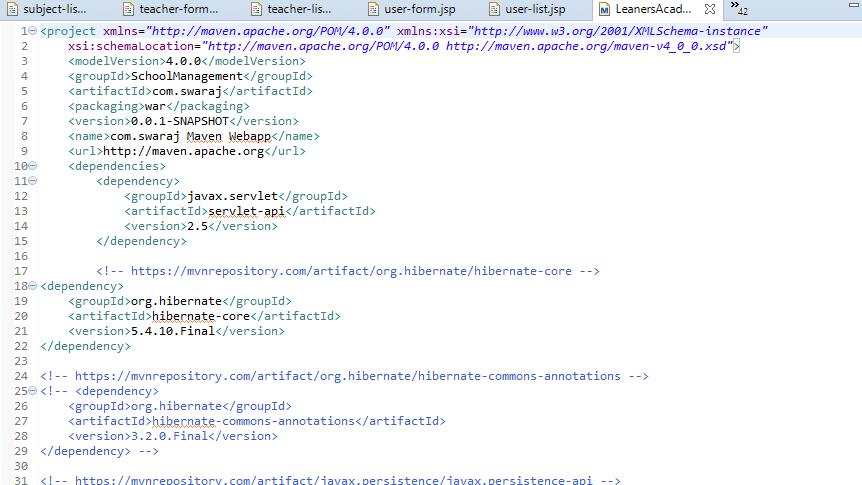 subject-lis...
teacher-form...
teacher-lis...
user-form.jsp
user-list.jsp
LeanersAcad...
»42
1 <project xmlns="http://maven.apache.org/POM/4.0.0" xmlns:xsi="http://www.w3.org/2001/XMLSchema-instance"
2 xsi:schemaLocation="http://maven.apache.org/POM/4.0.0 http://maven.apache.org/maven-v4_0_0.xsd">
3 <modelVersion>4.0.0</modelVersion>
4 <groupId>SchoolManagement</groupId>
5 <artifactId>com.swaraj</artifactId>
6 <packaging>war</packaging>
7 <version>0.0.1-SNAPSHOT</version>
8 <name>com.swaraj Maven Webapp</name>
9 <url>http://maven.apache.org</url>
10 <dependencies>
11 <dependency>
12 <groupId>javax.servlet</groupId>
13 <artifactId>servlet-api</artifactId>
14 <version>2.5</version>
15 </dependency>
16
17 <!-- https://mvnrepository.com/artifact/org.hibernate/hibernate-core -->
18 <dependency>
19 <groupId>org.hibernate</groupId>
20 <artifactId>hibernate-core</artifactId>
21 <version>5.4.10.Final</version>
22 </dependency>
23
24 <!-- https://mvnrepository.com/artifact/org.hibernate/hibernate-commons-annotations -->
25 <!-- <dependency>
26 <groupId>org.hibernate</groupId>
27 <artifactId>hibernate-commons-annotations</artifactId>
28 <version>3.2.0.Final</version>
29 </dependency> -->
30
31 <!-- https://mvnrepository.com/artifact/javax.persistence/javax.persistence-api -->